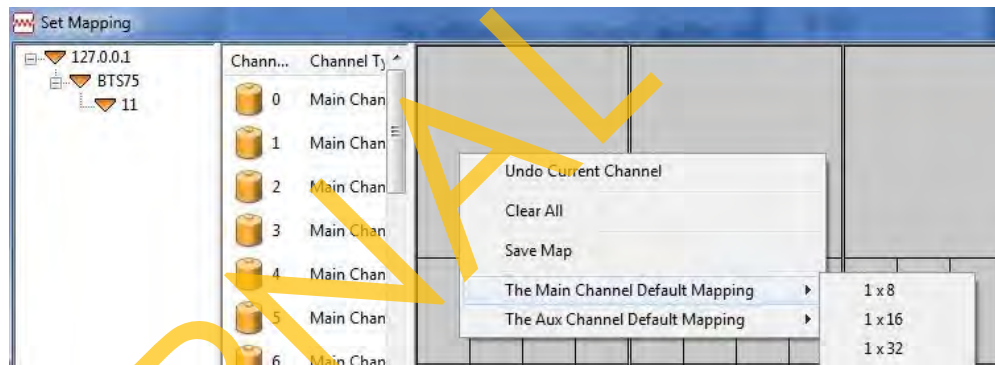 Set Mapping
127.0.0.1
BTS75
11
Chann... Channel Ty
0 Main Chan
1 Main Chan
2 Main Chan
3 Main Chan
4 Main Chan
5 Main Chan
6 Main Chan
Undo Current Channel
Clear All
Save Map
The Main Channel Default Mapping
The Aux Channel Default Mapping
1 x 8
1 x 16
1 x 32
ONAL